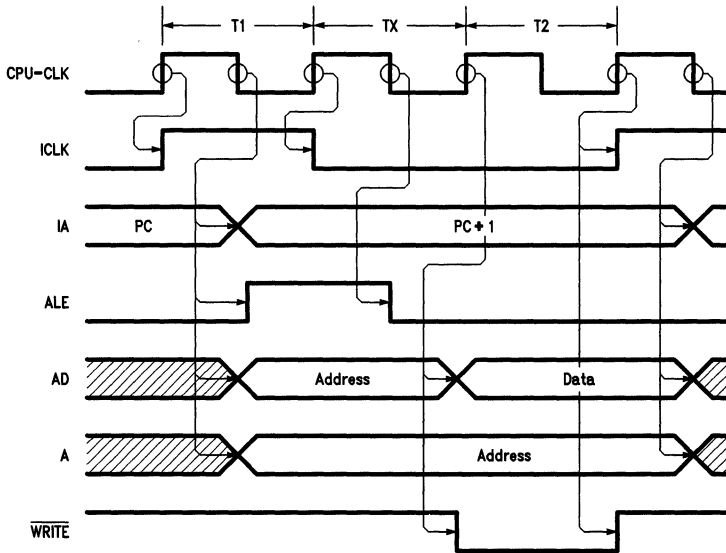 T1 TX T2
CPU-CLK
ICLK
IA PC PC + 1
ALE
AD Address Data
A Address
WRITE